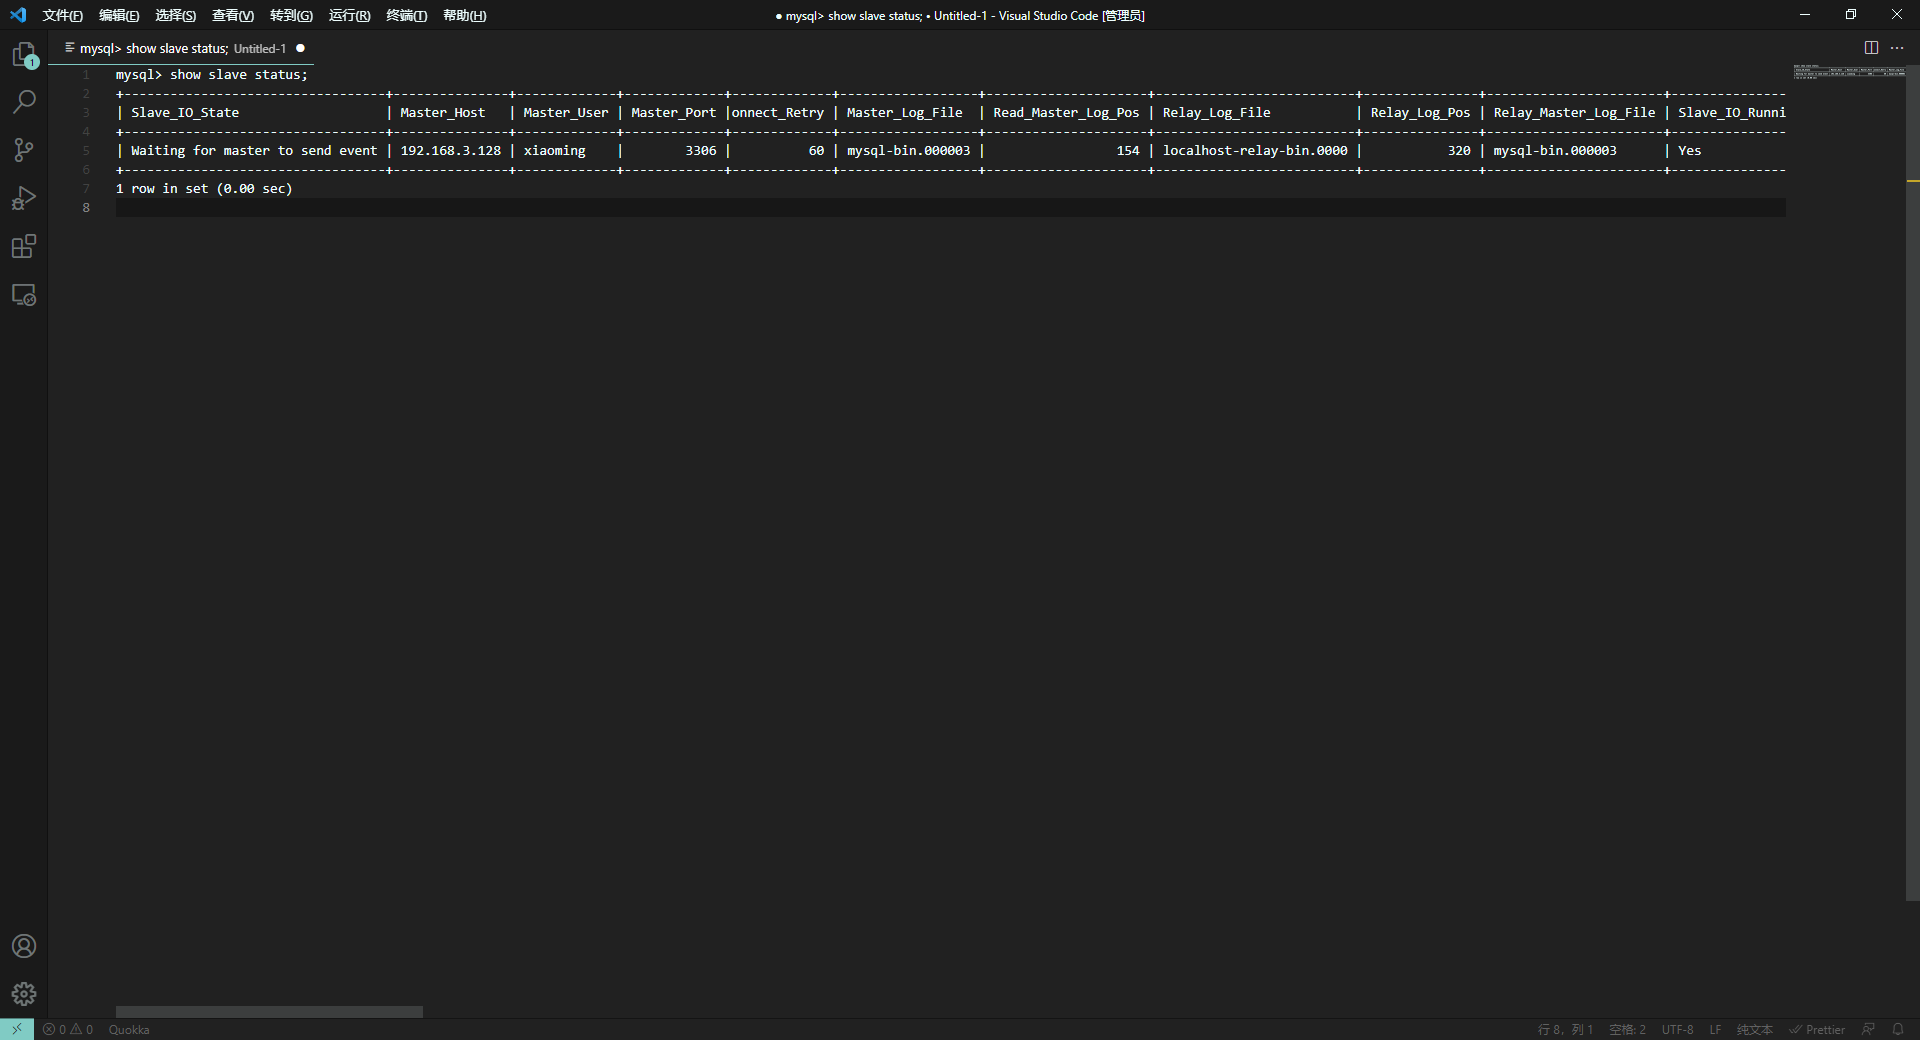 文件(F) 编辑(E) 选择(S) 查看(V) 转到(G) 运行(R) 终端(T) 帮助(H) ● mysql> show slave status; • Untitled-1 - Visual Studio Code [管理员]
mysql> show slave status; Untitled-1 ●
1 mysql> show slave status;
2 +----------------------------------+---------------+-------------+-------------+-------------+------------------+---------------------+--------------------------+---------------+-----------------------+---------------
3 | Slave_IO_State                   | Master_Host   | Master_User | Master_Port |onnect_Retry | Master_Log_File  | Read_Master_Log_Pos | Relay_Log_File           | Relay_Log_Pos | Relay_Master_Log_File | Slave_IO_Runni
4 +----------------------------------+---------------+-------------+-------------+-------------+------------------+---------------------+--------------------------+---------------+-----------------------+---------------
5 | Waiting for master to send event | 192.168.3.128 | xiaoming    |        3306 |          60 | mysql-bin.000003 |                 154 | localhost-relay-bin.0000 |           320 | mysql-bin.000003      | Yes
6 +----------------------------------+---------------+-------------+-------------+-------------+------------------+---------------------+--------------------------+---------------+-----------------------+---------------
7 1 row in set (0.00 sec)
8
1
0 0 Quokka 行 8，列 1 空格: 2 UTF-8 LF 纯文本 Prettier